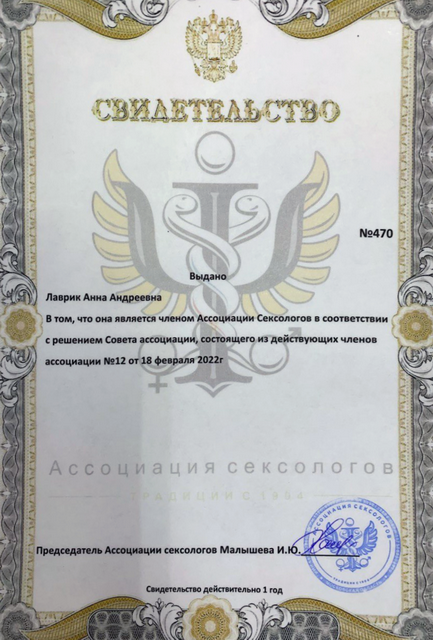 СВИДЕТЕЛЬСТВО
№470
Выдано
Лаврик Анна Андреевна
В том, что она является членом Ассоциации Сексологов в соответствии
с решением Совета ассоциации, состоящего из действующих членов
ассоциации №12 от 18 февраля 2022г
Ассоциация сексологов
традиции с
Председатель Ассоциации сексологов Малышева И.Ю.
АССОЦИАЦИЯ СЕКСОЛОГОВ
Свидетельство действительно 1 год